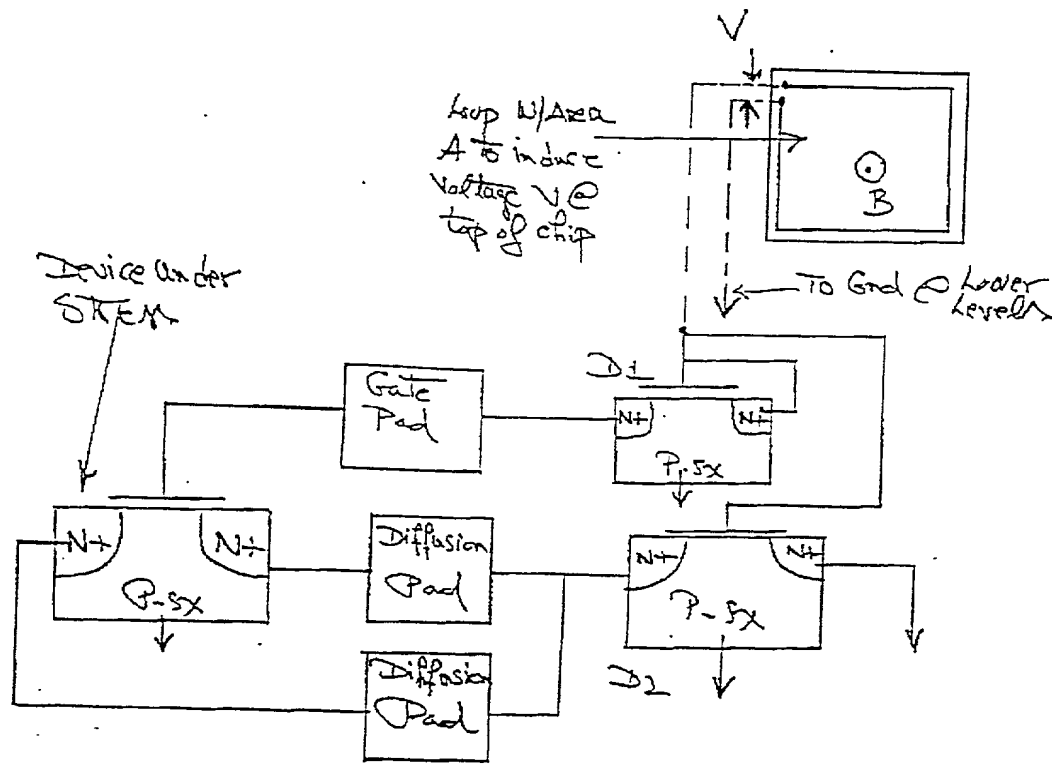 V
Loop W/Area
A To induce
Voltage V @
top of chip
B
Device Under
To Gnd @ Lower
Levels
D1
Gate
Pad
N+
N+
P-sx
N+
N+
P-sx
Diffusion
Pad
N+
N+
P-sx
Diffusion
Pad
D2